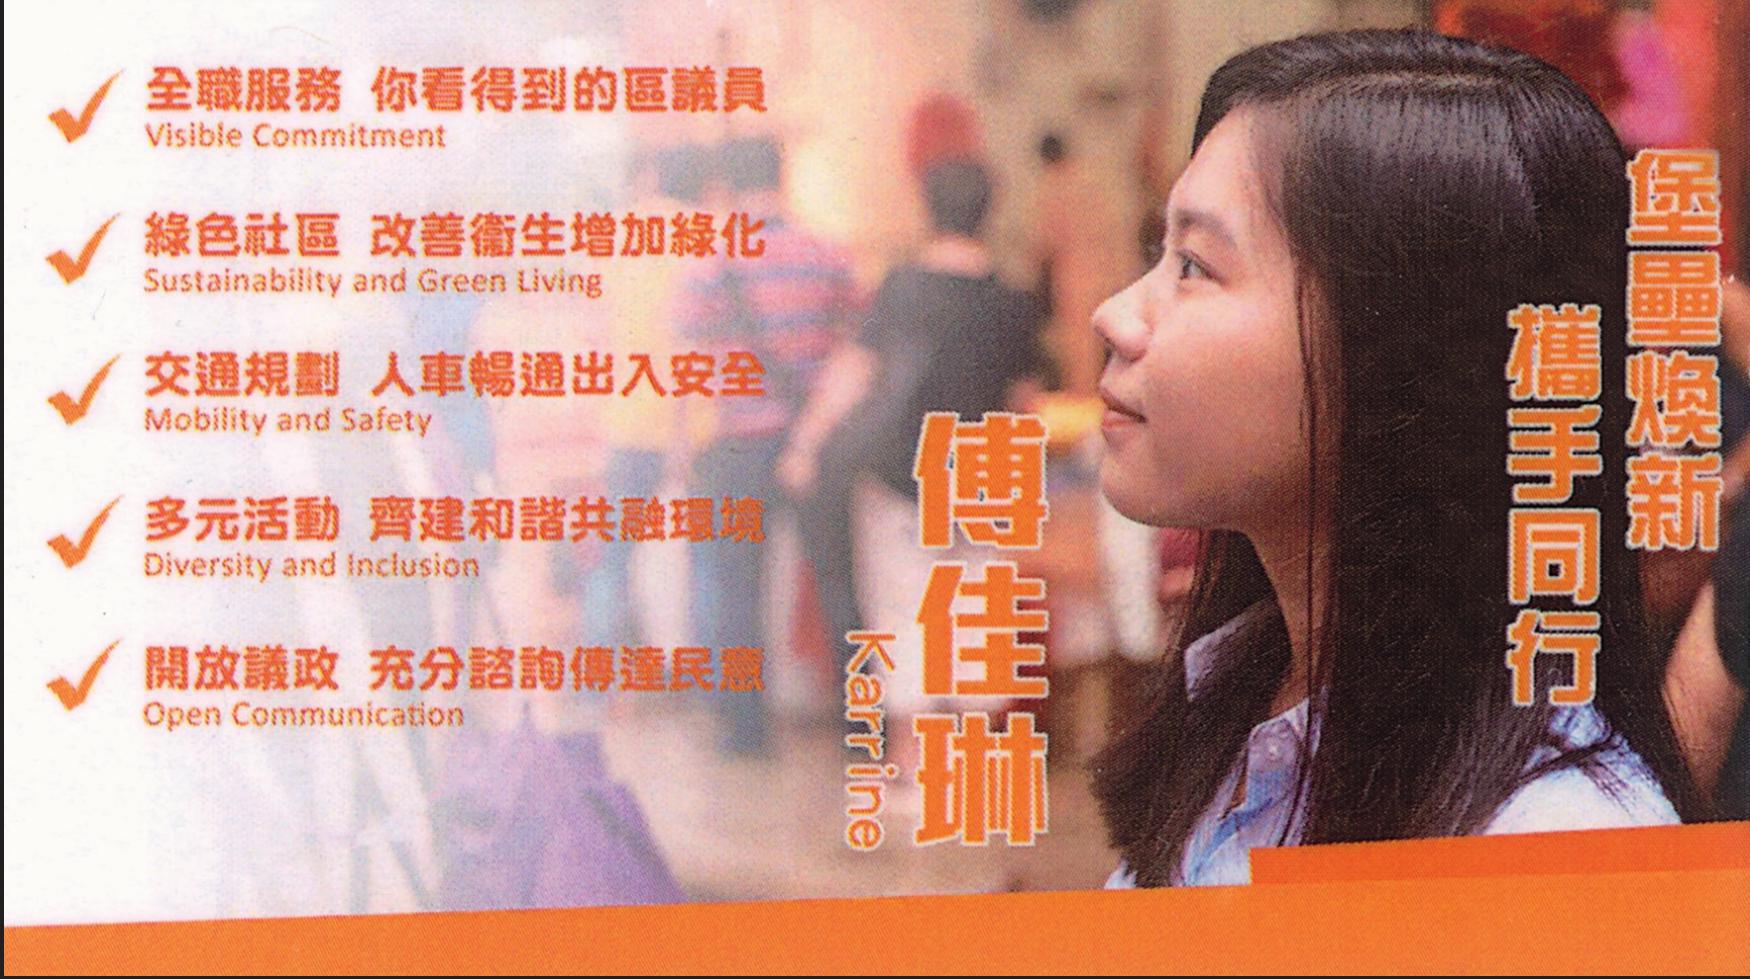 全職服務 你看得到的區議員
Visible Commitment
綠色社區 改善衞生增加綠化
Sustainability and Green Living
交通規劃 人車暢通出入安全
Mobility and Safety
多元活動 齊建和諧共融環境
Diversity and Inclusion
開放議政 充分諮詢傳達民意
Open Communication
傅佳琳
Karrine
堡壘煥新
攜手同行